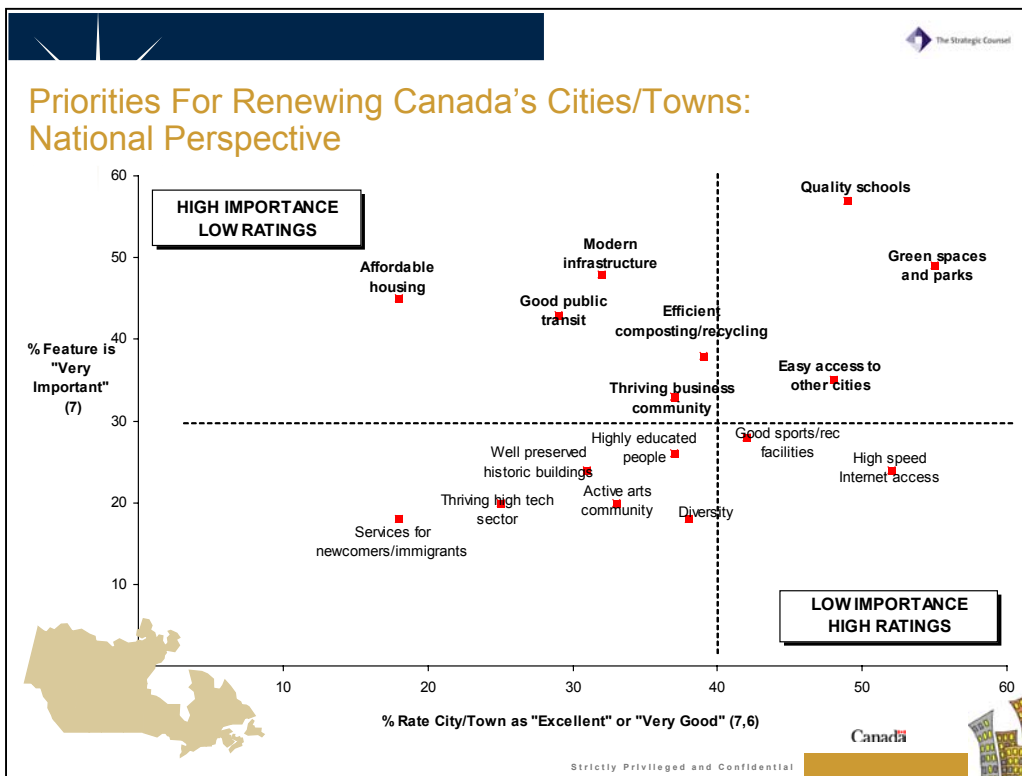 The Strategic Counsel
Priorities For Renewing Canada's Cities/Towns:
National Perspective
60
50
40
30
20
10
% Feature is
"Very
Important"
(7)
HIGH IMPORTANCE
LOW RATINGS
Quality schools
Green spaces
and parks
Modern
infrastructure
Affordable
housing
Good public
transit
Efficient
composting/recycling
Easy access to
other cities
Thriving business
community
Good sports/rec
facilities
Highly educated
people
Well preserved
historic buildings
High speed
Internet access
Thriving high tech
sector
Active arts
community
Diversity
Services for
newcomers/immigrants
LOW IMPORTANCE
HIGH RATINGS
10
20
30
40
50
60
% Rate City/Town as "Excellent" or "Very Good" (7,6)
Canada
Strictly Privileged and Confidential